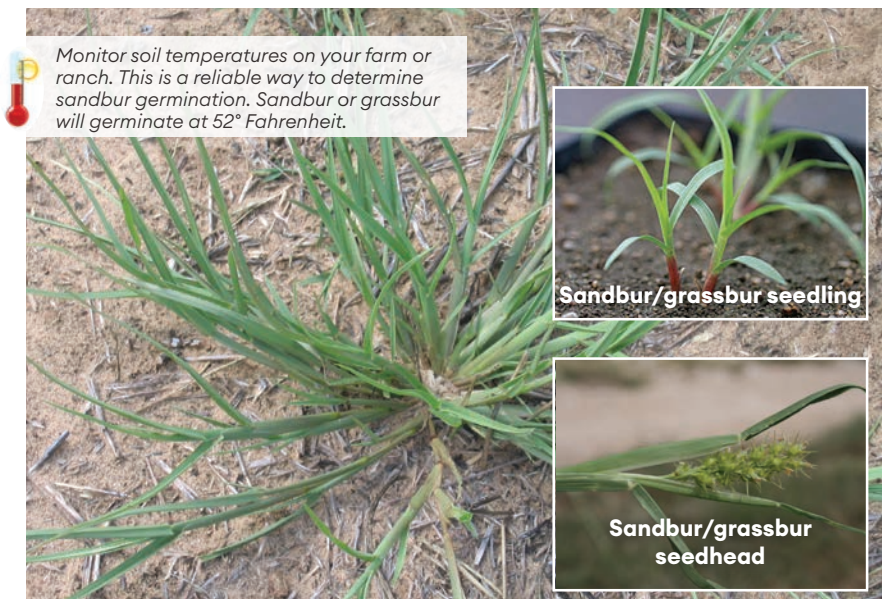 Monitor soil temperatures on your farm or
ranch. This is a reliable way to determine
sandbur germination. Sandbur or grassbur
will germinate at 52° Fahrenheit.
Sandbur/grassbur seedling
Sandbur/grassbur
seedhead